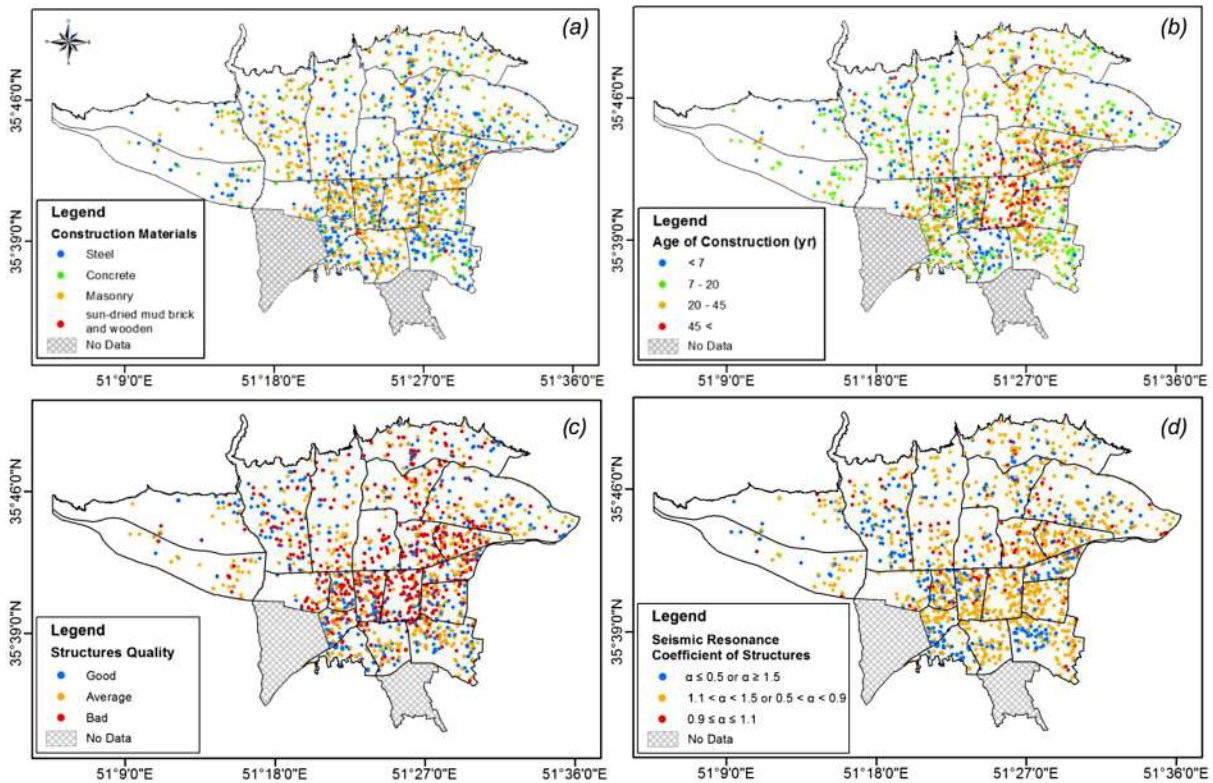 (a)
35°46'0"N
35°39'0"N
Legend
Construction Materials
Steel
Concrete
Masonry
sun-dried mud brick
and wooden
No Data
51°9'0"E
51°18'0"E
51°27'0"E
51°36'0"E
(b)
35°46'0"N
35°39'0"N
Legend
Age of Construction (yr)
< 7
7 - 20
20 - 45
45 <
No Data
51°9'0"E
51°18'0"E
51°27'0"E
51°36'0"E
(c)
35°46'0"N
35°39'0"N
Legend
Structures Quality
Good
Average
Bad
No Data
51°9'0"E
51°18'0"E
51°27'0"E
51°36'0"E
(d)
35°46'0"N
35°39'0"N
Legend
Seismic Resonance
Coefficient of Structures
α ≤ 0.5 or α ≥ 1.5
1.1 < α < 1.5 or 0.5 < α < 0.9
0.9 ≤ α ≤ 1.1
No Data
51°9'0"E
51°18'0"E
51°27'0"E
51°36'0"E